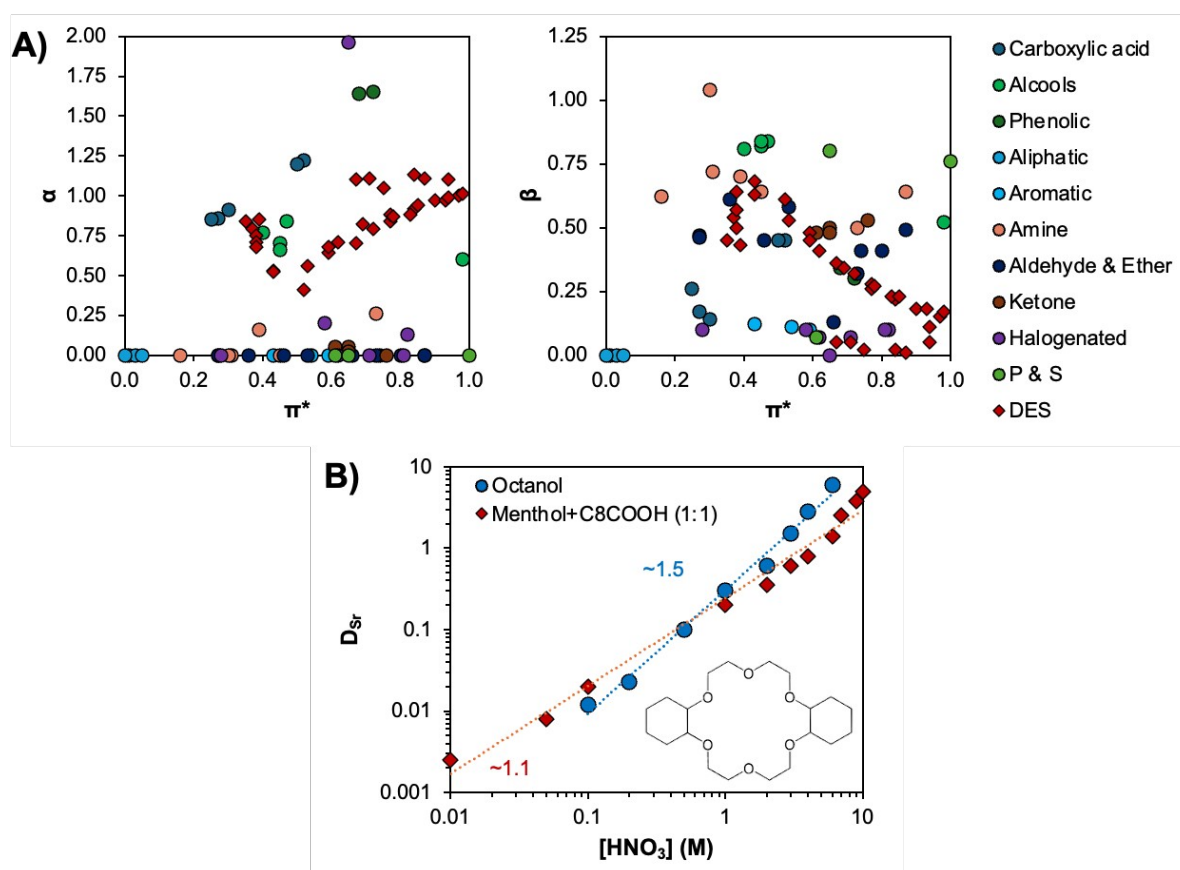 A)
2.00
1.75
1.50
1.25
1.00
0.75
0.50
0.25
0.00
α
0.0 0.2 0.4 0.6 0.8 1.0
π*
1.25
1.00
0.75
0.50
0.25
0.00
β
0.0 0.2 0.4 0.6 0.8 1.0
π*
Carboxylic acid
Alcools
Phenolic
Aliphatic
Aromatic
Amine
Aldehyde & Ether
Ketone
Halogenated
P & S
DES
B)
10
1
0.1
0.01
0.001
D_Sr
Octanol
Menthol+C8COOH (1:1)
~1.5
~1.1
O
O O
O O
O
0.01 0.1 1 10
[HNO₃] (M)